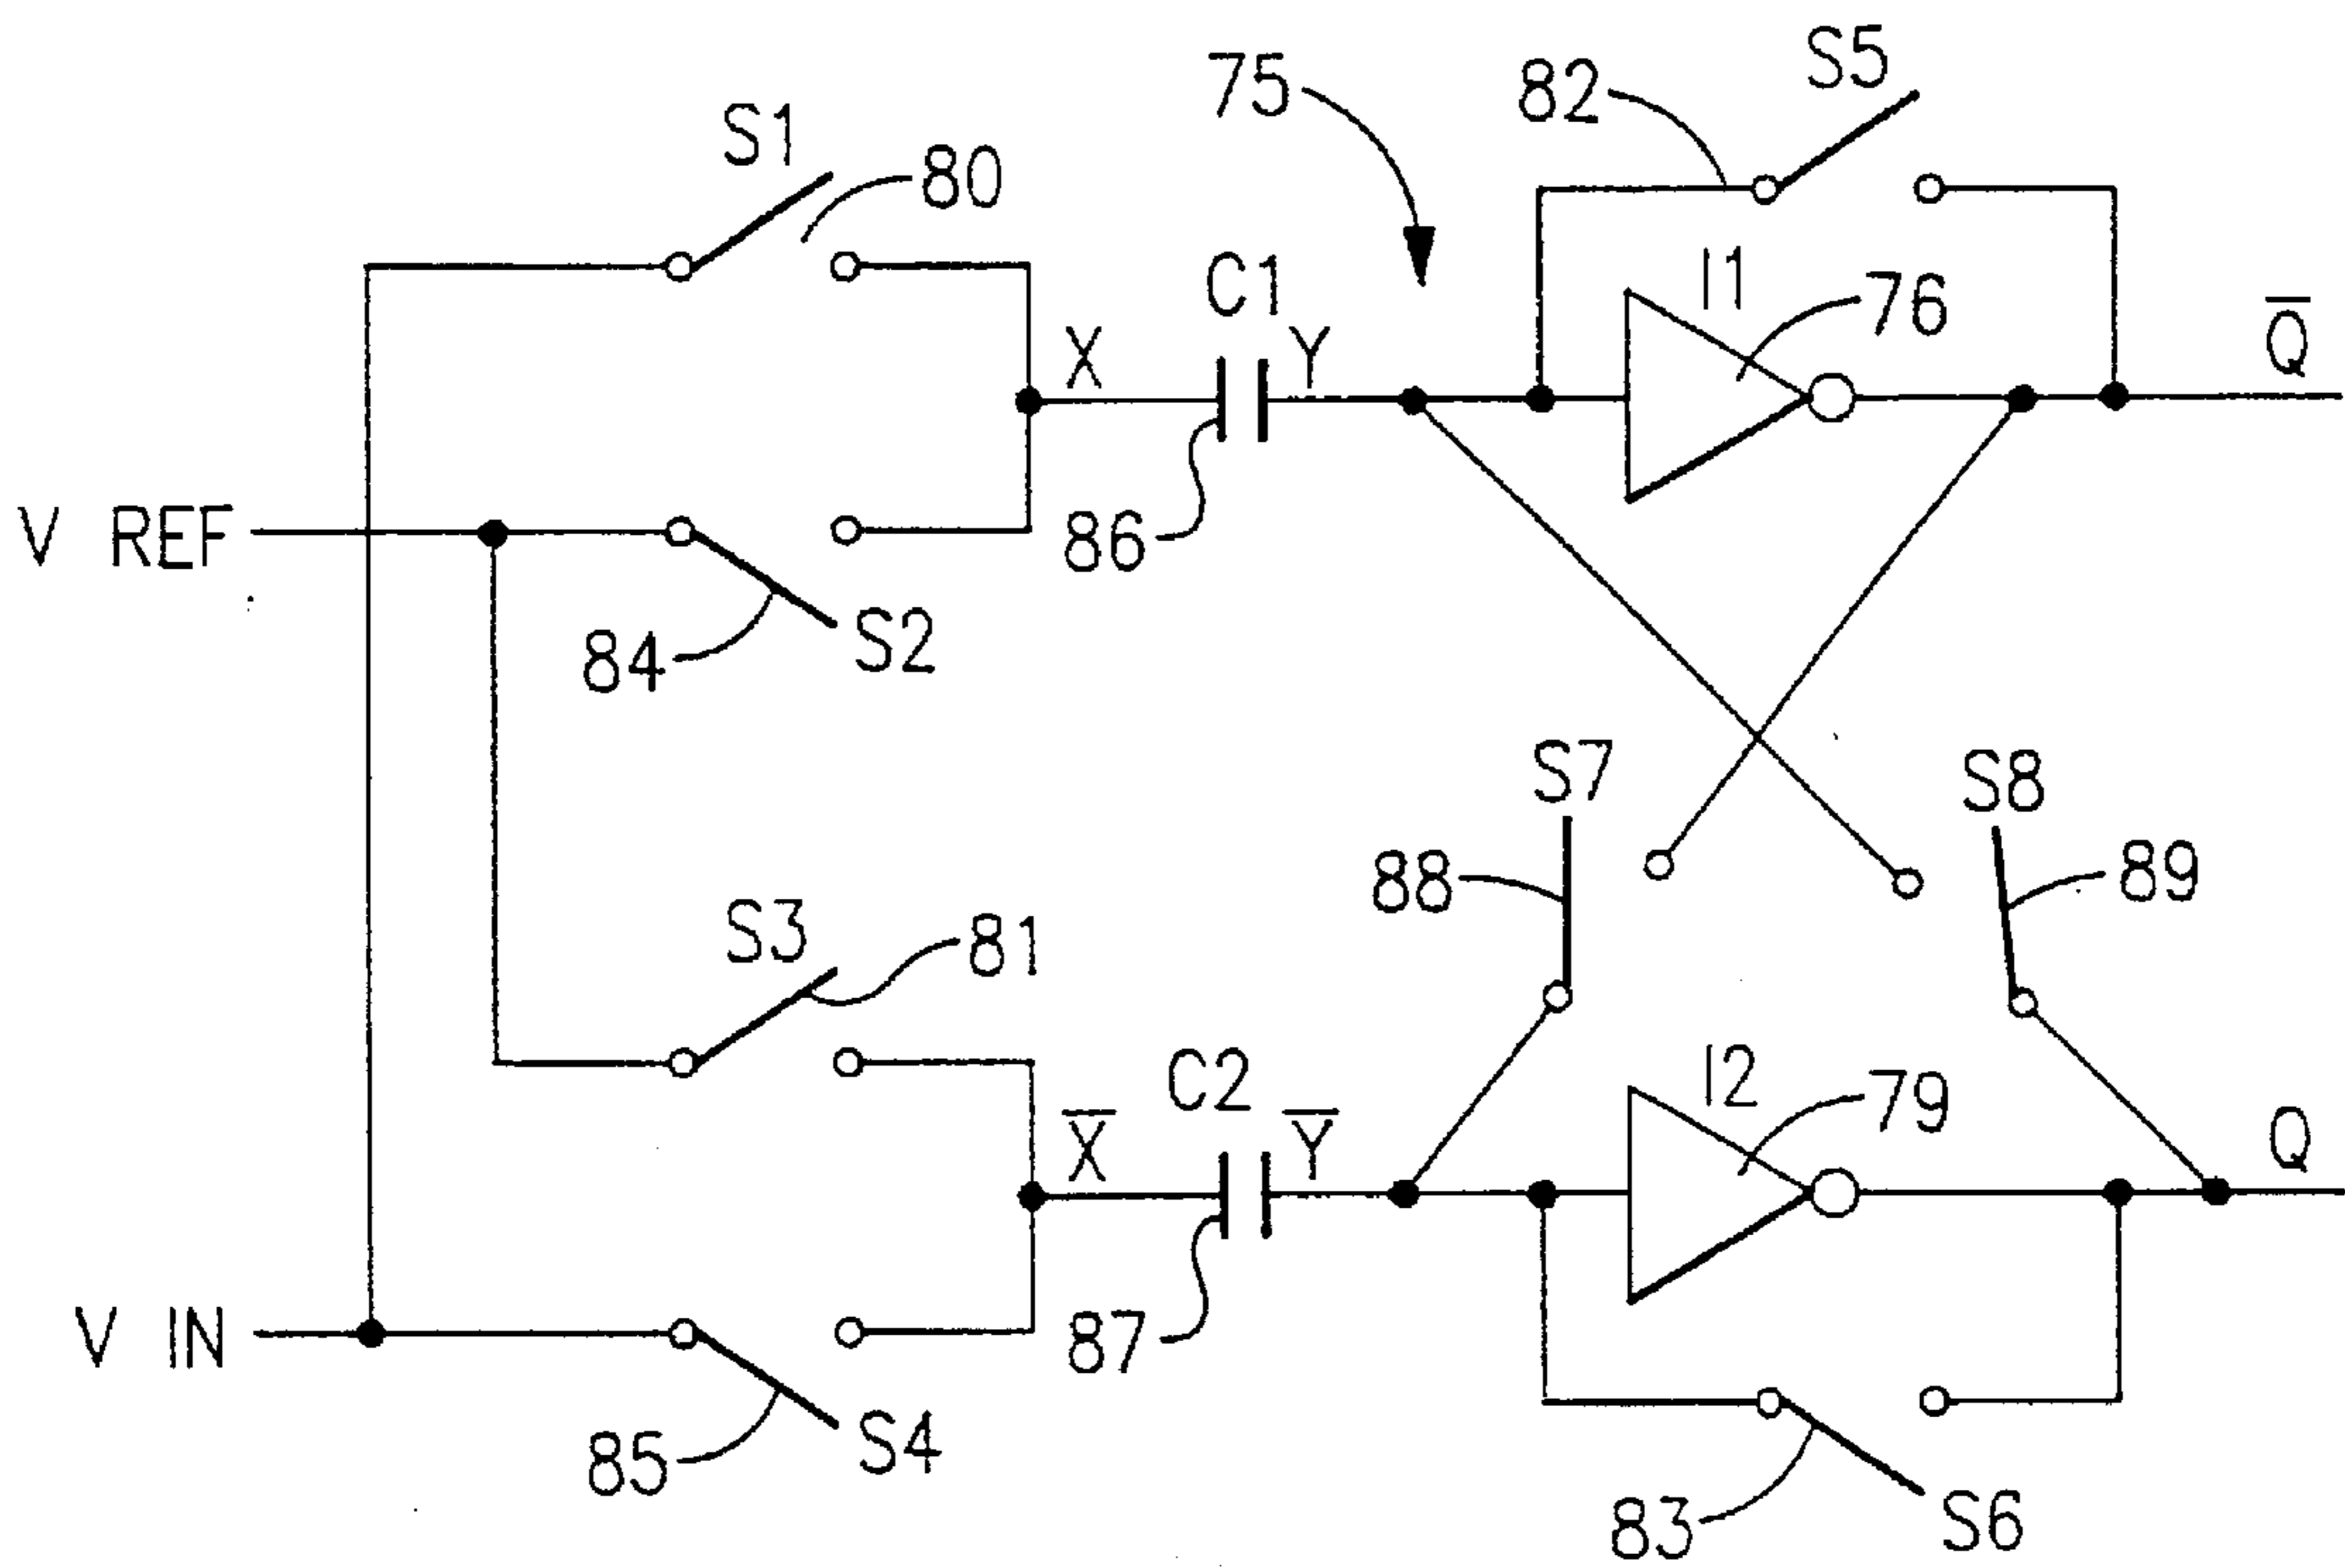 S5
82
75
S1
80
I1
C1
76
Q̅
X
Y
V REF
86
S2
84
S7
S8
88
89
S3
81
I2
C2
79
X̅
Y̅
Q
V IN
87
S4
85
S6
83